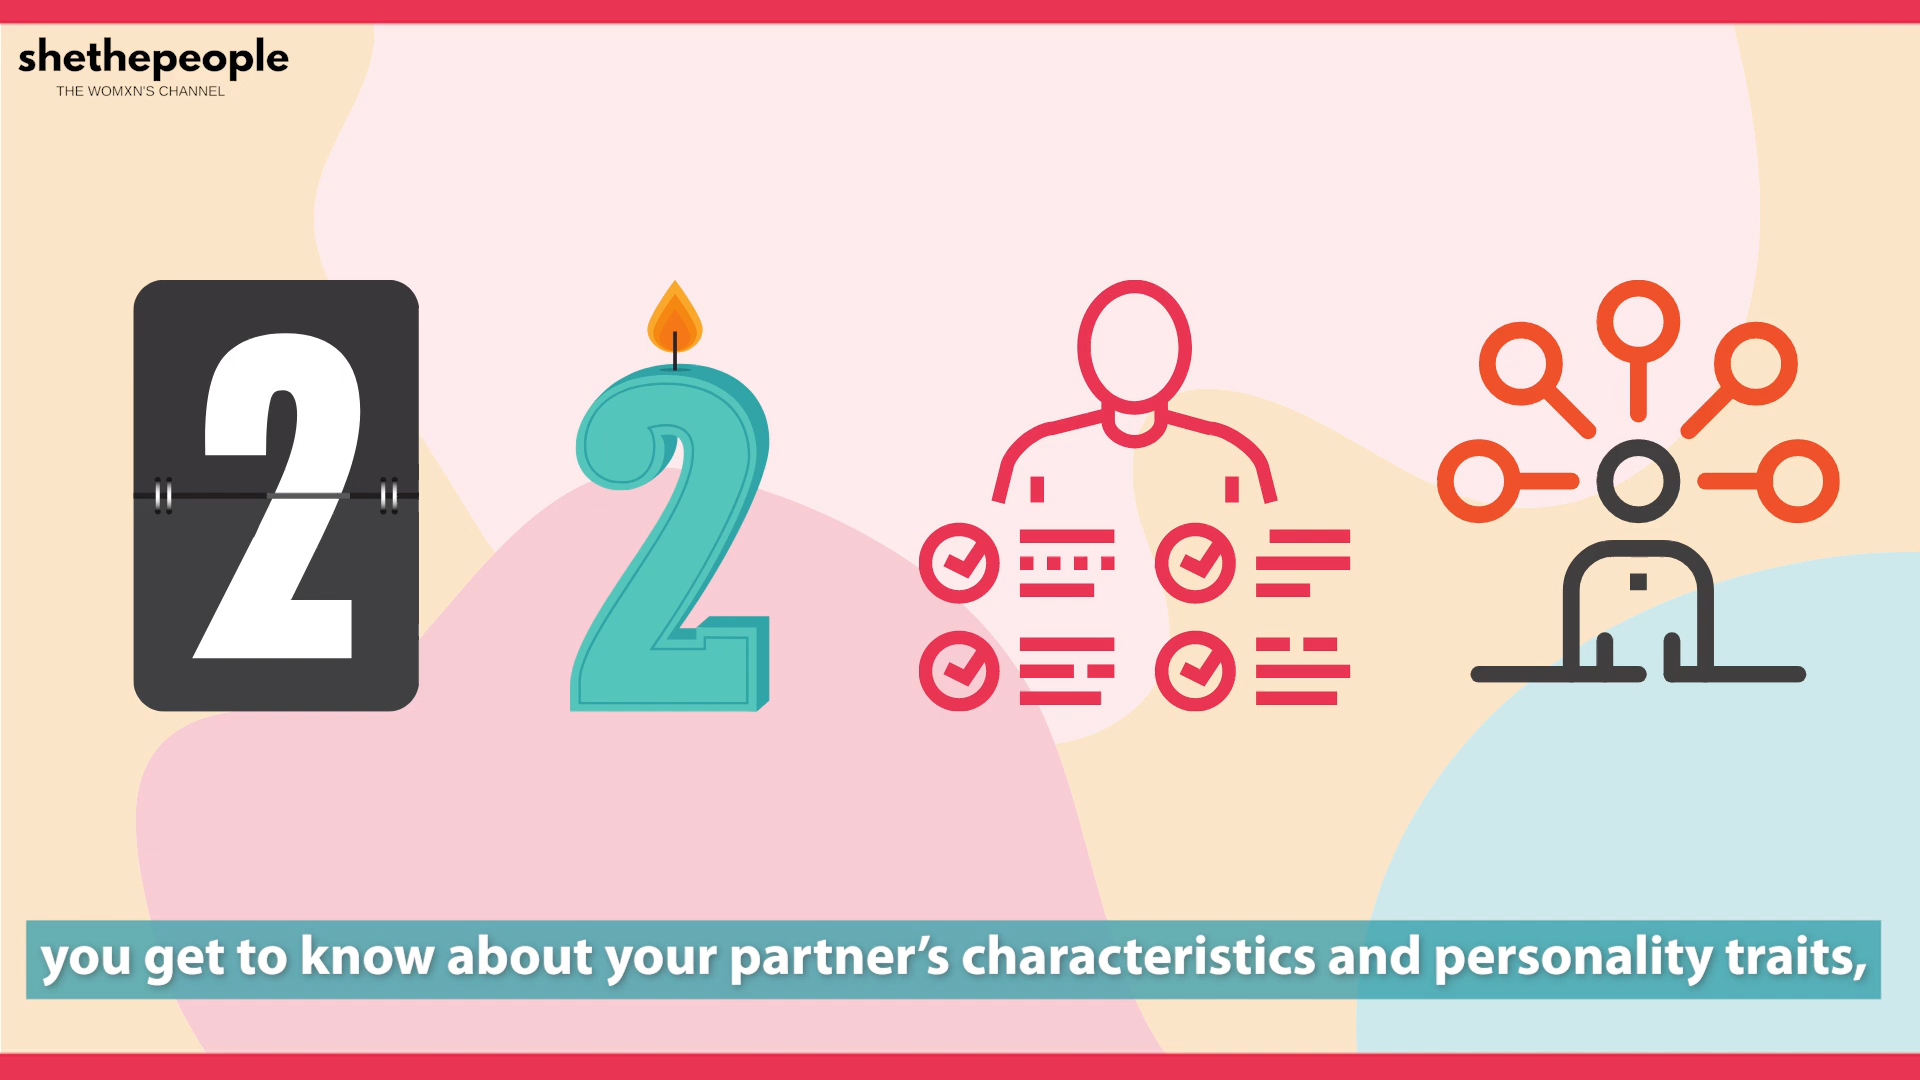 shethepeople
THE WOMXN'S CHANNEL
2 2
you get to know about your partner’s characteristics and personality traits,